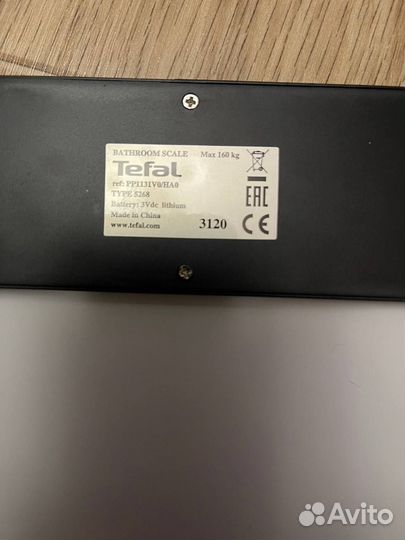 BATHROOM SCALE Max 160 kg
Tefal
ref: PP1131V0/HA0
TYPE 5268
Battery: 3Vdc lithium
Made in China
www.tefal.com 3120
EAC
CE
Avito